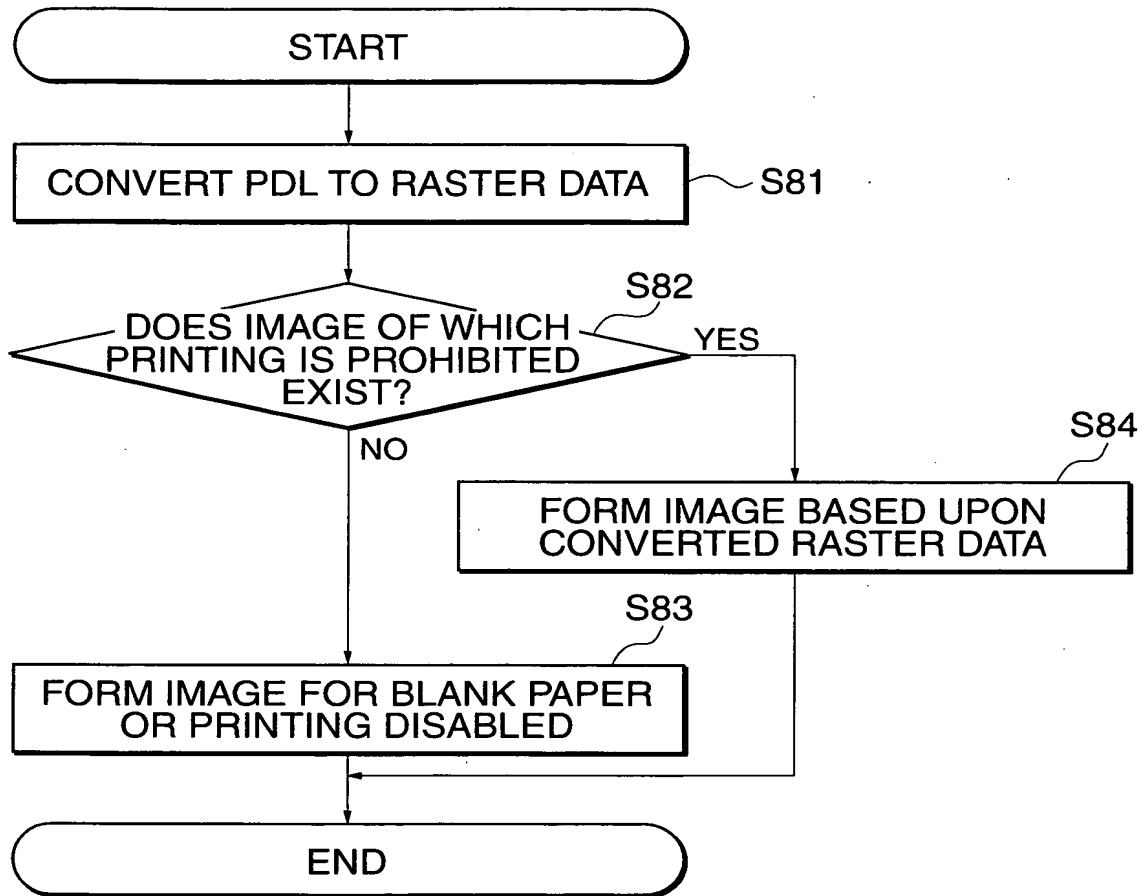 START
CONVERT PDL TO RASTER DATA
S81
S82
DOES IMAGE OF WHICH
PRINTING IS PROHIBITED
EXIST?
YES
NO
S84
FORM IMAGE BASED UPON
CONVERTED RASTER DATA
S83
FORM IMAGE FOR BLANK PAPER
OR PRINTING DISABLED
END